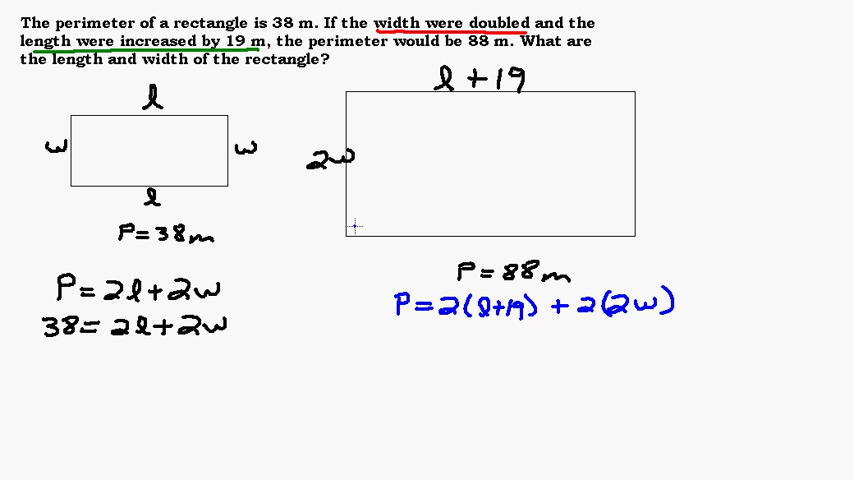 The perimeter of a rectangle is 38 m. If the width were doubled and the
length were increased by 19 m, the perimeter would be 88 m. What are
the length and width of the rectangle?
l
l + 19
w
w
2w
l
P = 38m
P = 88m
P = 2l + 2w
P = 2(l+19) + 2(2w)
38 = 2l + 2w